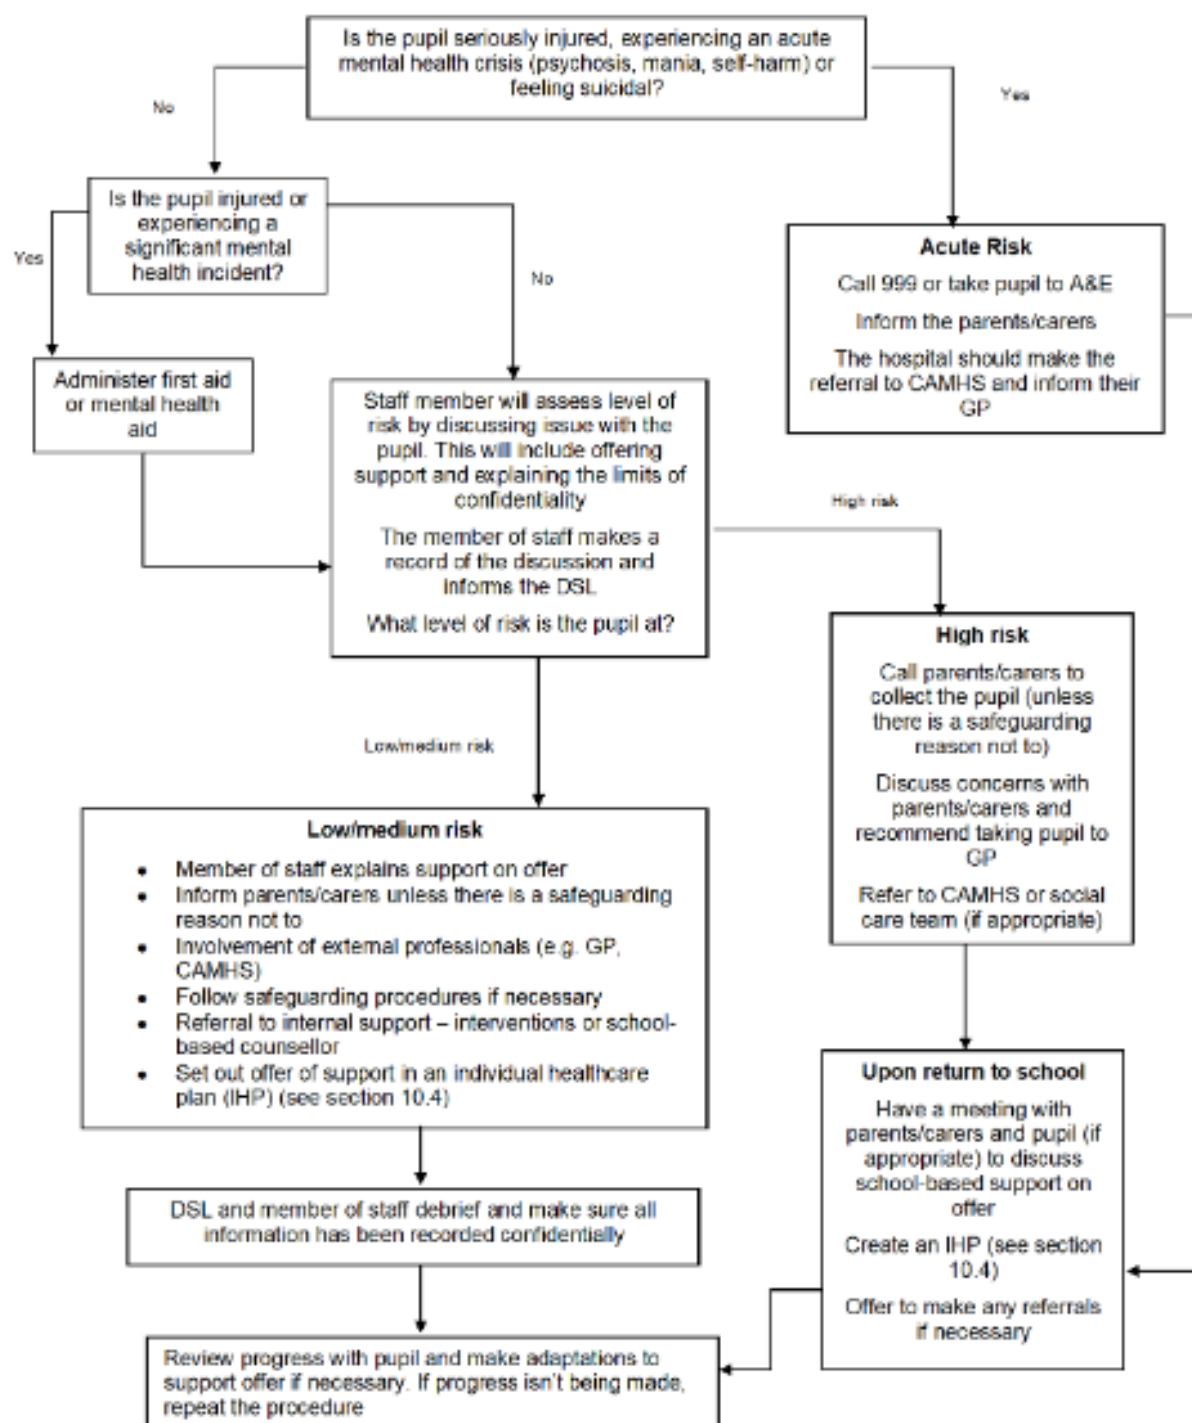 Is the pupil seriously injured, experiencing an acute
mental health crisis (psychosis, mania, self-harm) or
feeling suicidal?
No
Yes
Is the pupil injured or
experiencing a
significant mental
health incident?
Yes
No
Acute Risk
Call 999 or take pupil to A&E
Inform the parents/carers
The hospital should make the
referral to CAMHS and inform their
GP
Administer first aid
or mental health
aid
Staff member will assess level of
risk by discussing issue with the
pupil. This will include offering
support and explaining the limits of
confidentiality
The member of staff makes a
record of the discussion and
informs the DSL
What level of risk is the pupil at?
High risk
High risk
Call parents/carers to
collect the pupil (unless
there is a safeguarding
reason not to)
Discuss concerns with
parents/carers and
recommend taking pupil to
GP
Refer to CAMHS or social
care team (if appropriate)
Low/medium risk
Low/medium risk
• Member of staff explains support on offer
• Inform parents/carers unless there is a safeguarding
reason not to
• Involvement of external professionals (e.g. GP,
CAMHS)
• Follow safeguarding procedures if necessary
• Referral to internal support – interventions or school-
based counsellor
• Set out offer of support in an individual healthcare
plan (IHP) (see section 10.4)
Upon return to school
Have a meeting with
parents/carers and pupil (if
appropriate) to discuss
school-based support on
offer
Create an IHP (see section
10.4)
Offer to make any referrals
if necessary
DSL and member of staff debrief and make sure all
information has been recorded confidentially
Review progress with pupil and make adaptations to
support offer if necessary. If progress isn't being made,
repeat the procedure